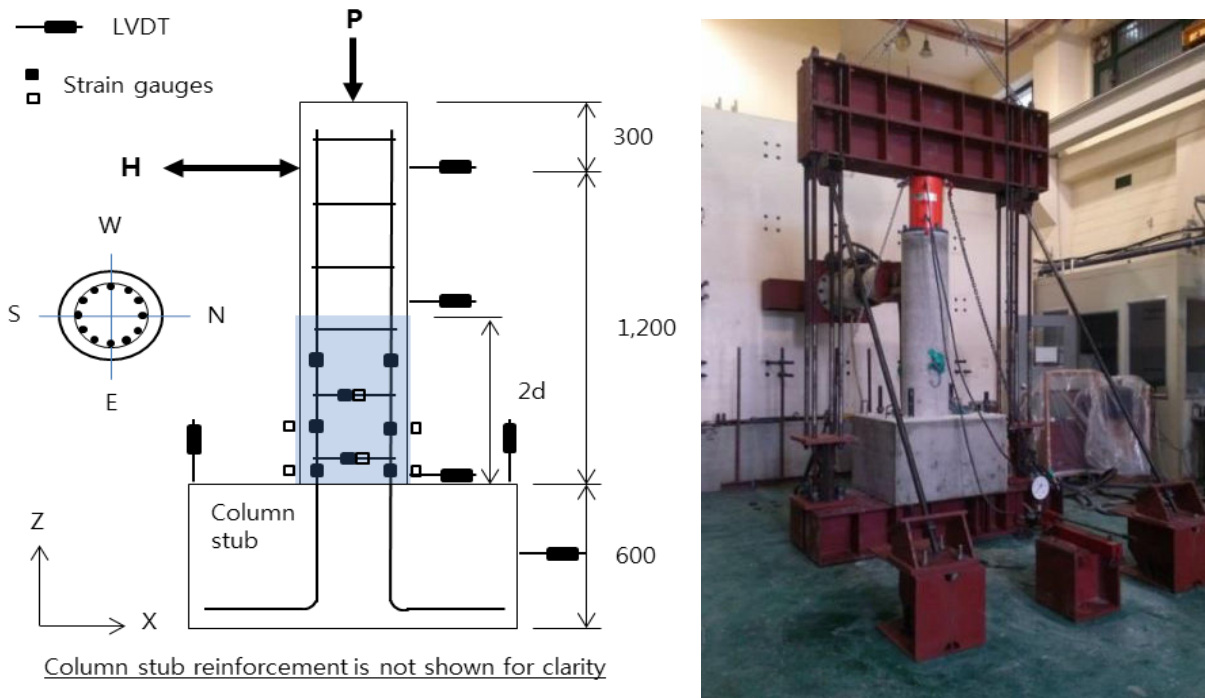 LVDT
Strain gauges
P
H
300
1,200
2d
600
W
S
N
E
Column
stub
Z
X
Column stub reinforcement is not shown for clarity